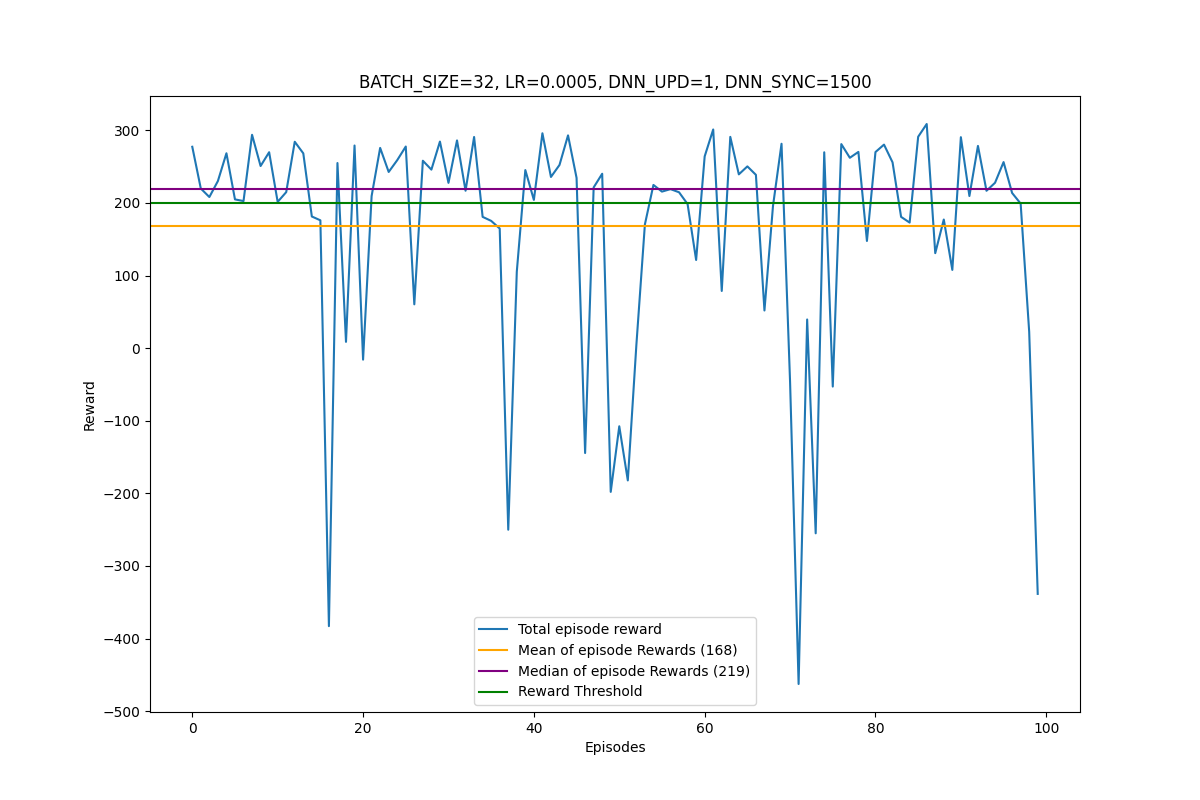 BATCH_SIZE=32, LR=0.0005, DNN_UPD=1, DNN_SYNC=1500
300
200
100
0
−100
−200
−300
−400
−500
Reward
Total episode reward
Mean of episode Rewards (168)
Median of episode Rewards (219)
Reward Threshold
0 20 40 60 80 100
Episodes